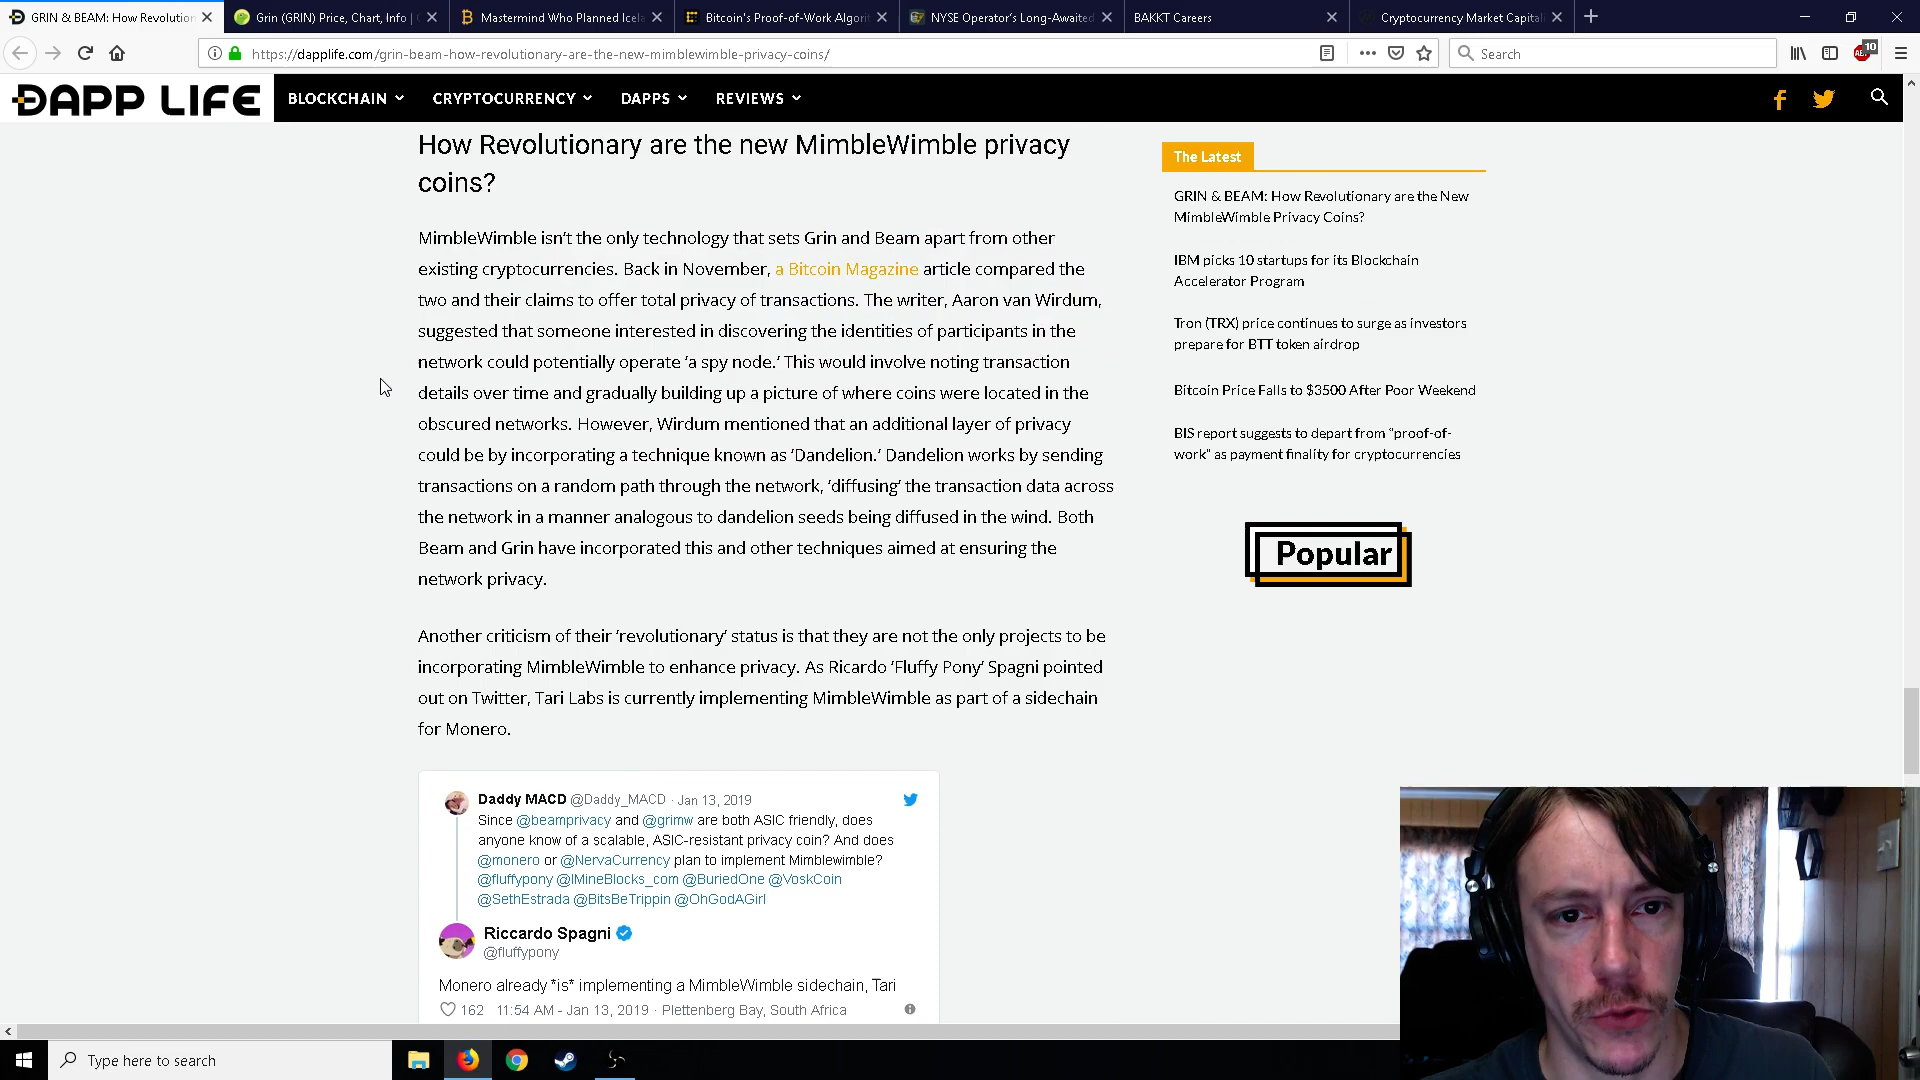 GRIN & BEAM: How Revolution
Grin (GRIN) Price, Chart, Info |
Mastermind Who Planned Icela
Bitcoin's Proof-of-Work Algorit
NYSE Operator's Long-Awaited
BAKKT Careers
Cryptocurrency Market Capital
https://dapplife.com/grin-beam-how-revolutionary-are-the-new-mimblewimble-privacy-coins/
Search
10
DAPP LIFE
BLOCKCHAIN
CRYPTOCURRENCY
DAPPS
REVIEWS
How Revolutionary are the new MimbleWimble privacy
coins?
MimbleWimble isn't the only technology that sets Grin and Beam apart from other
existing cryptocurrencies. Back in November, a Bitcoin Magazine article compared the
two and their claims to offer total privacy of transactions. The writer, Aaron van Wirdum,
suggested that someone interested in discovering the identities of participants in the
network could potentially operate 'a spy node.' This would involve noting transaction
details over time and gradually building up a picture of where coins were located in the
obscured networks. However, Wirdum mentioned that an additional layer of privacy
could be by incorporating a technique known as 'Dandelion.' Dandelion works by sending
transactions on a random path through the network, 'diffusing' the transaction data across
the network in a manner analogous to dandelion seeds being diffused in the wind. Both
Beam and Grin have incorporated this and other techniques aimed at ensuring the
network privacy.
Another criticism of their 'revolutionary' status is that they are not the only projects to be
incorporating MimbleWimble to enhance privacy. As Ricardo 'Fluffy Pony' Spagni pointed
out on Twitter, Tari Labs is currently implementing MimbleWimble as part of a sidechain
for Monero.
Daddy MACD @Daddy_MACD · Jan 13, 2019
Since @beamprivacy and @grimw are both ASIC friendly, does
anyone know of a scalable, ASIC-resistant privacy coin? And does
@monero or @NervaCurrency plan to implement Mimblewimble?
@fluffypony @IMineBlocks_com @BuriedOne @VoskCoin
@SethEstrada @BitsBeTrippin @OhGodAGirl
Riccardo Spagni
@fluffypony
Monero already *is* implementing a MimbleWimble sidechain, Tari
162 11:54 AM - Jan 13, 2019 · Plettenberg Bay, South Africa
The Latest
GRIN & BEAM: How Revolutionary are the New
MimbleWimble Privacy Coins?
IBM picks 10 startups for its Blockchain
Accelerator Program
Tron (TRX) price continues to surge as investors
prepare for BTT token airdrop
Bitcoin Price Falls to $3500 After Poor Weekend
BIS report suggests to depart from "proof-of-
work" as payment finality for cryptocurrencies
Popular
Type here to search